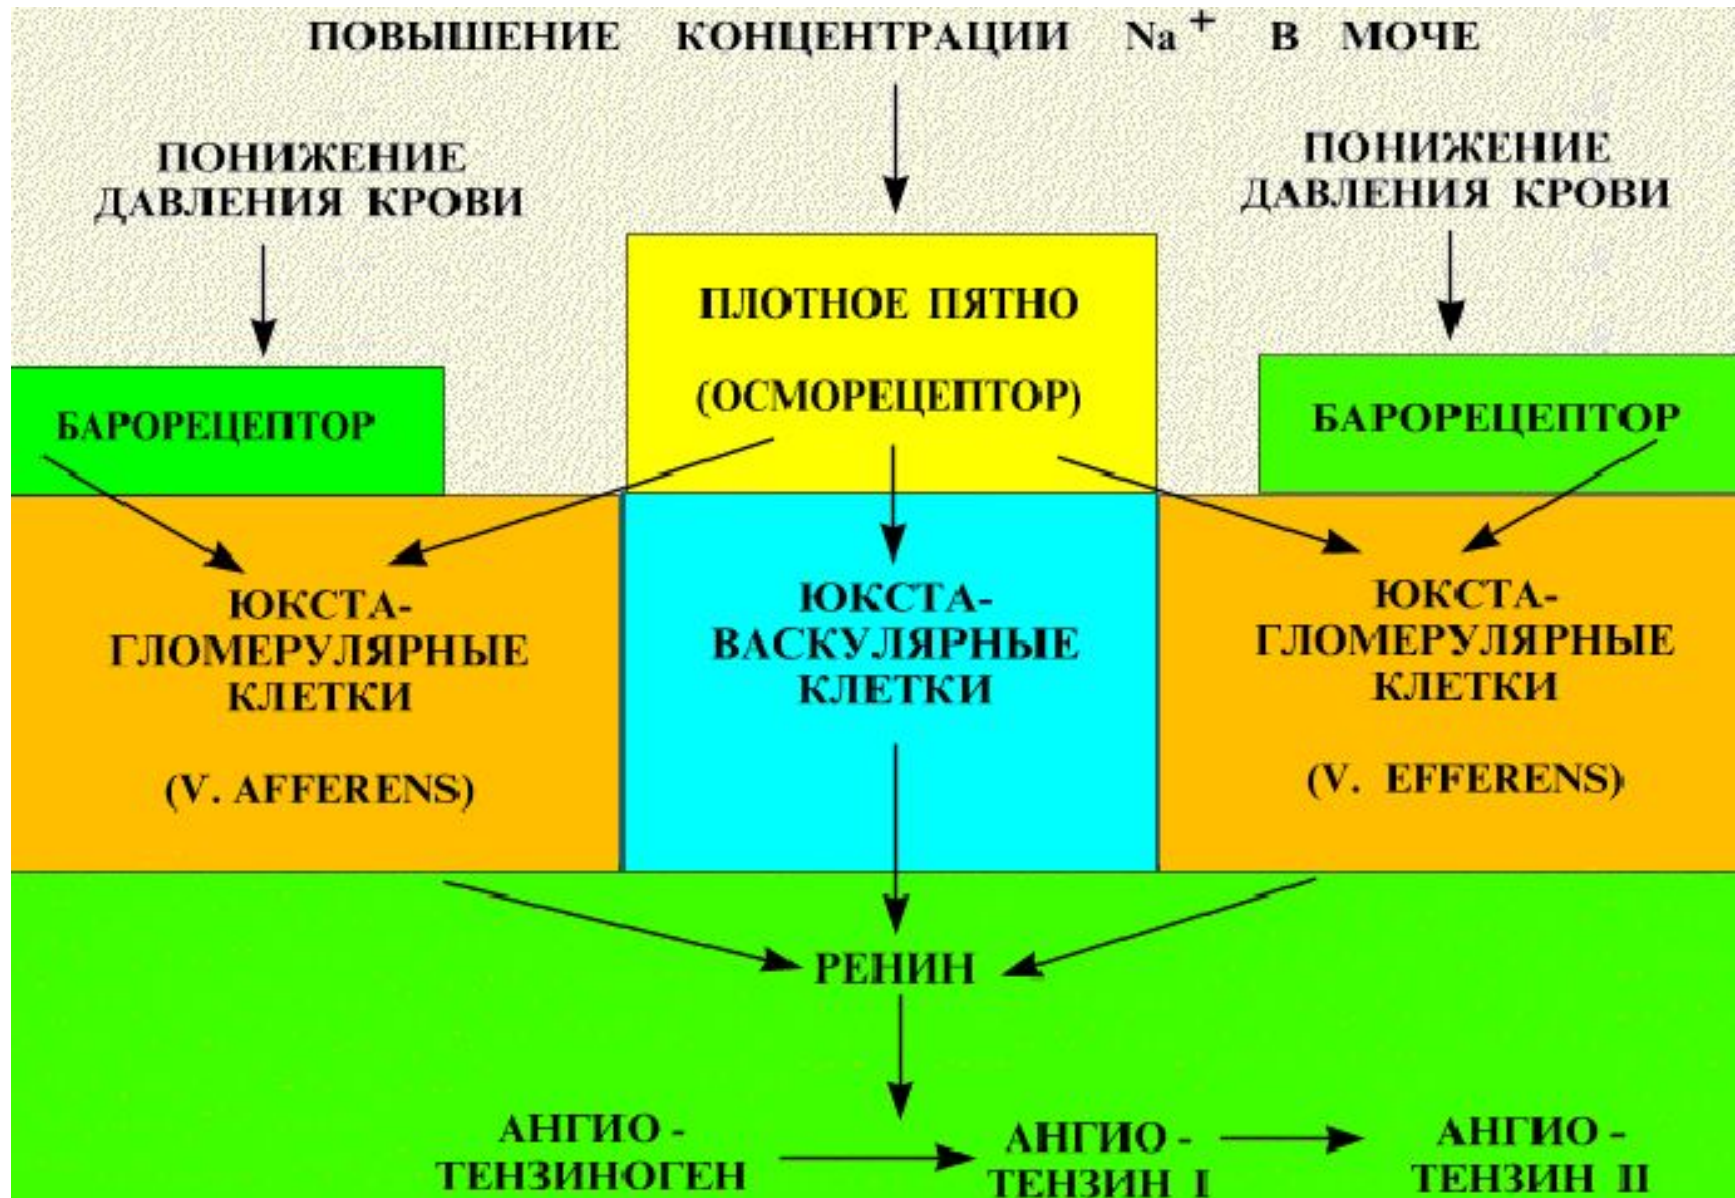 ПОВЫШЕНИЕ КОНЦЕНТРАЦИИ Na+ В МОЧЕ
ПОНИЖЕНИЕ
ДАВЛЕНИЯ КРОВИ
ПОНИЖЕНИЕ
ДАВЛЕНИЯ КРОВИ
ПЛОТНОЕ ПЯТНО
(ОСМОРЕЦЕПТОР)
БАРОРЕЦЕПТОР
БАРОРЕЦЕПТОР
ЮКСТА-
ГЛОМЕРУЛЯРНЫЕ
КЛЕТКИ
(V. AFFERENS)
ЮКСТА-
ВАСКУЛЯРНЫЕ
КЛЕТКИ
ЮКСТА-
ГЛОМЕРУЛЯРНЫЕ
КЛЕТКИ
(V. EFFERENS)
РЕНИН
АНГИО -
ТЕНЗИНОГЕН
АНГИО -
ТЕНЗИН I
АНГИО -
ТЕНЗИН II